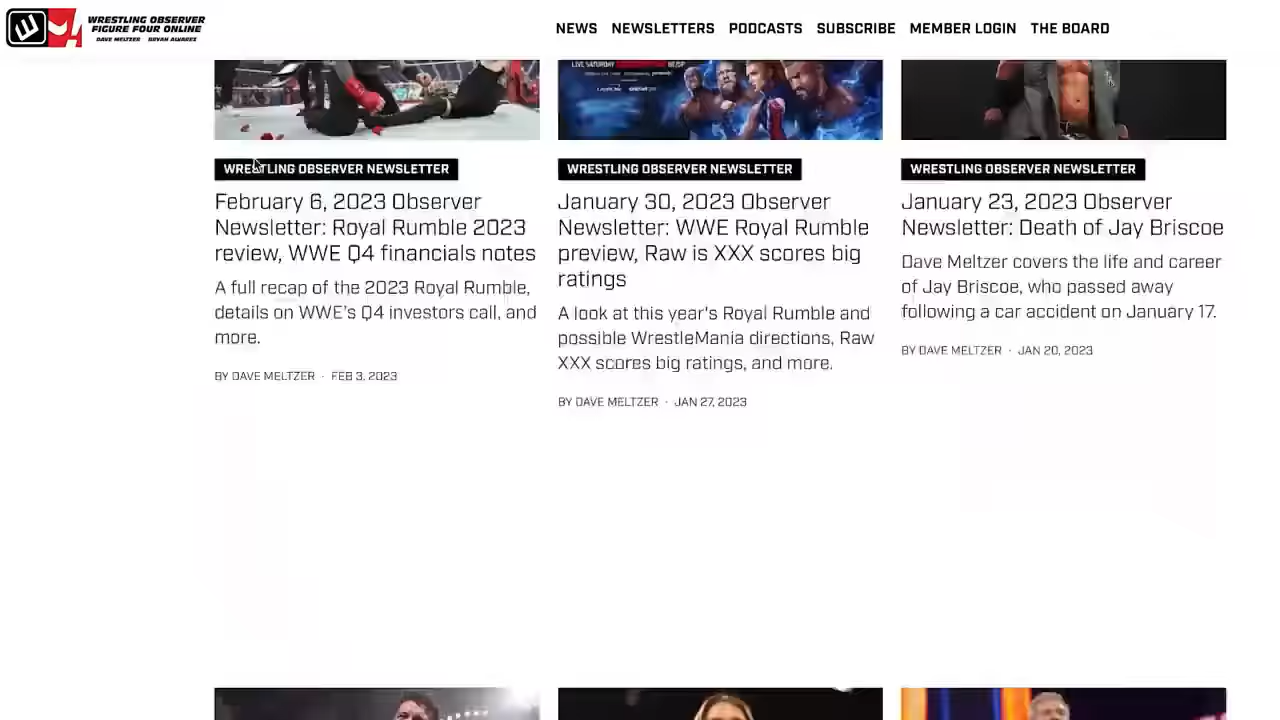 WRESTLING OBSERVER
FIGURE FOUR ONLINE
DAVE MELTZER BRYAN ALVAREZ
NEWS NEWSLETTERS PODCASTS SUBSCRIBE MEMBER LOGIN THE BOARD
WRESTLING OBSERVER NEWSLETTER
February 6, 2023 Observer
Newsletter: Royal Rumble 2023
review, WWE Q4 financials notes
A full recap of the 2023 Royal Rumble,
details on WWE's Q4 investors call, and
more.
BY DAVE MELTZER · FEB 3, 2023
WRESTLING OBSERVER NEWSLETTER
January 30, 2023 Observer
Newsletter: WWE Royal Rumble
preview, Raw is XXX scores big
ratings
A look at this year's Royal Rumble and
possible WrestleMania directions, Raw
XXX scores big ratings, and more.
BY DAVE MELTZER · JAN 27, 2023
WRESTLING OBSERVER NEWSLETTER
January 23, 2023 Observer
Newsletter: Death of Jay Briscoe
Dave Meltzer covers the life and career
of Jay Briscoe, who passed away
following a car accident on January 17.
BY DAVE MELTZER · JAN 20, 2023